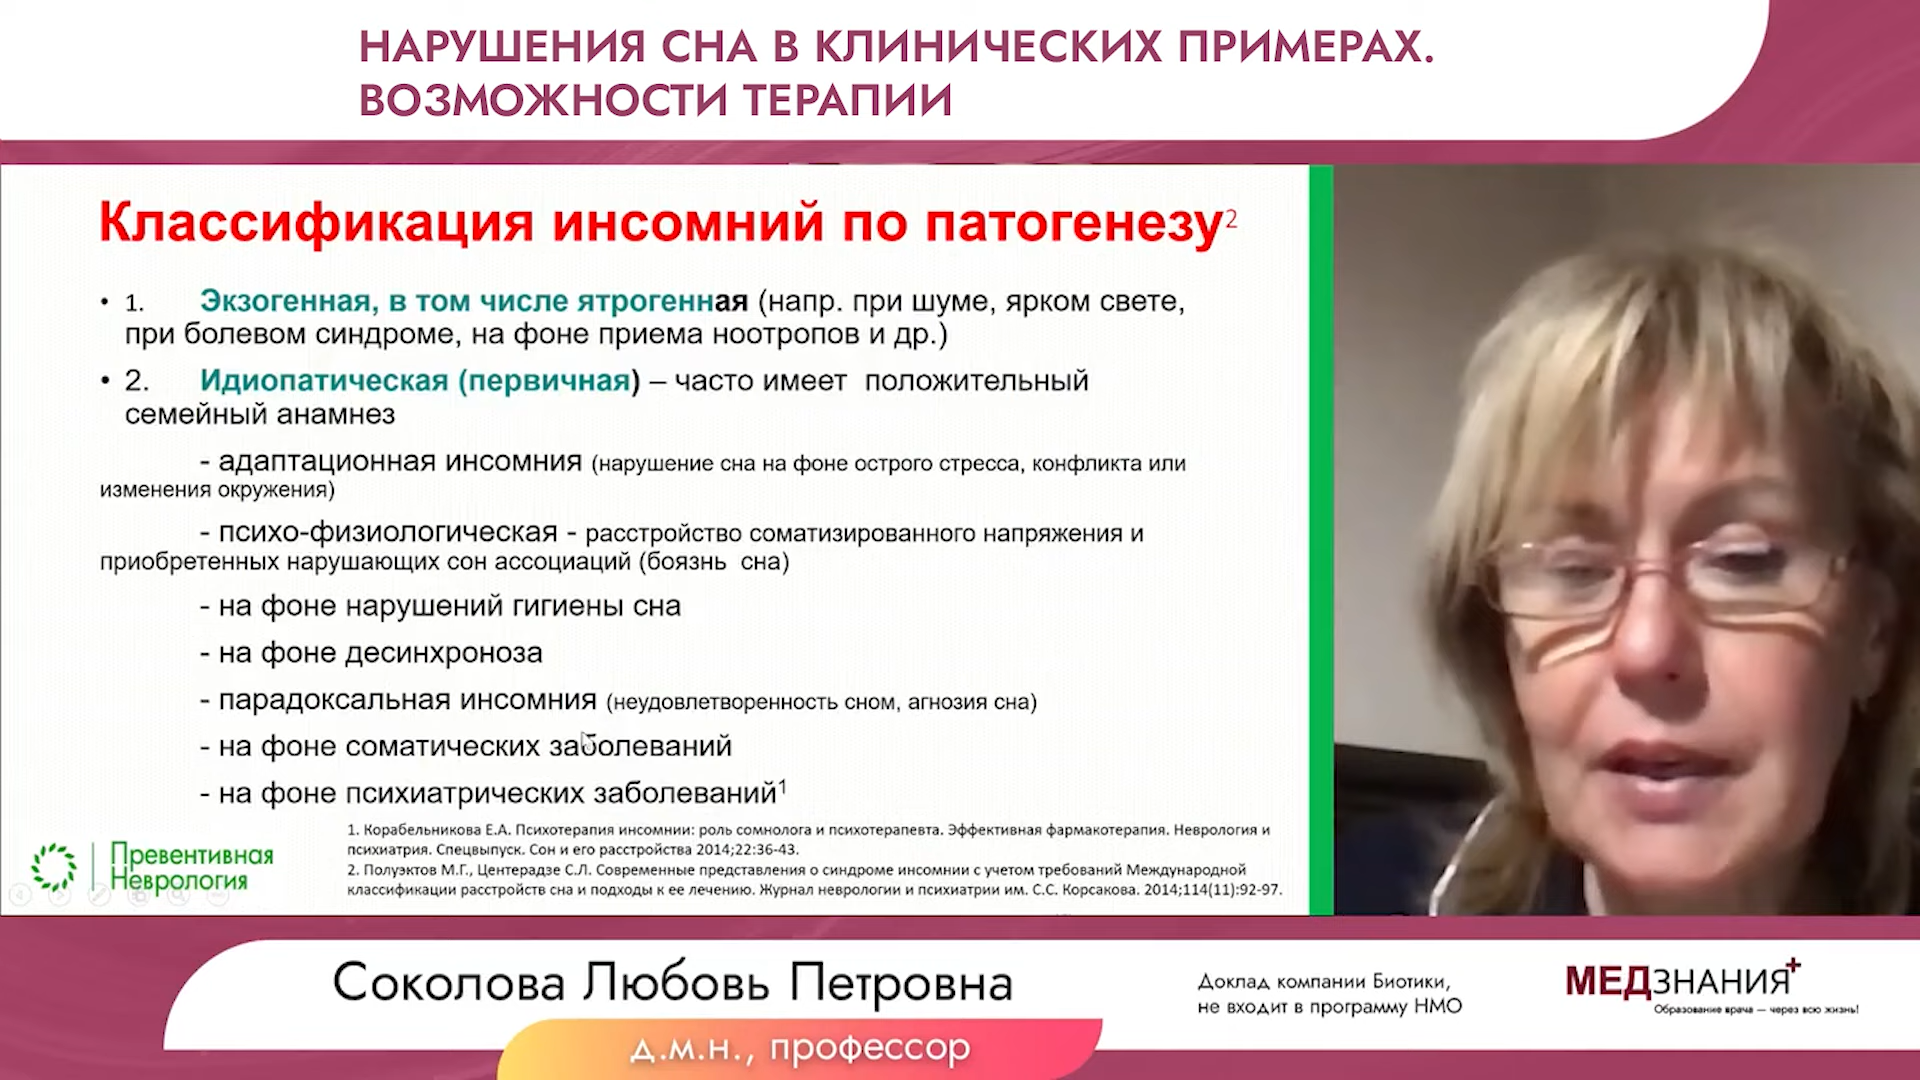 НАРУШЕНИЯ СНА В КЛИНИЧЕСКИХ ПРИМЕРАХ.
ВОЗМОЖНОСТИ ТЕРАПИИ
Классификация инсомний по патогенезу2
• 1. Экзогенная, в том числе ятрогенная (напр. при шуме, ярком свете,
при болевом синдроме, на фоне приема ноотропов и др.)
• 2. Идиопатическая (первичная) – часто имеет положительный
семейный анамнез
- адаптационная инсомния (нарушение сна на фоне острого стресса, конфликта или
изменения окружения)
- психо-физиологическая - расстройство соматизированного напряжения и
приобретенных нарушающих сон ассоциаций (боязнь сна)
- на фоне нарушений гигиены сна
- на фоне десинхроноза
- парадоксальная инсомния (неудовлетворенность сном, агнозия сна)
- на фоне соматических заболеваний
- на фоне психиатрических заболеваний1
1. Корабельникова Е.А. Психотерапия инсомнии: роль сомнолога и психотерапевта. Эффективная фармакотерапия. Неврология и
психиатрия. Спецвыпуск. Сон и его расстройства 2014;22:36-43.
2. Полуэктов М.Г., Центерадзе С.Л. Современные представления о синдроме инсомнии с учетом требований Международной
классификации расстройств сна и подходы к ее лечению. Журнал неврологии и психиатрии им. С.С. Корсакова. 2014;114(11):92-97.
Превентивная
Неврология
Соколова Любовь Петровна
д.м.н., профессор
Доклад компании Биотики,
не входит в программу НМО
МЕДЗНАНИЯ+
Образование врача — через всю жизнь!